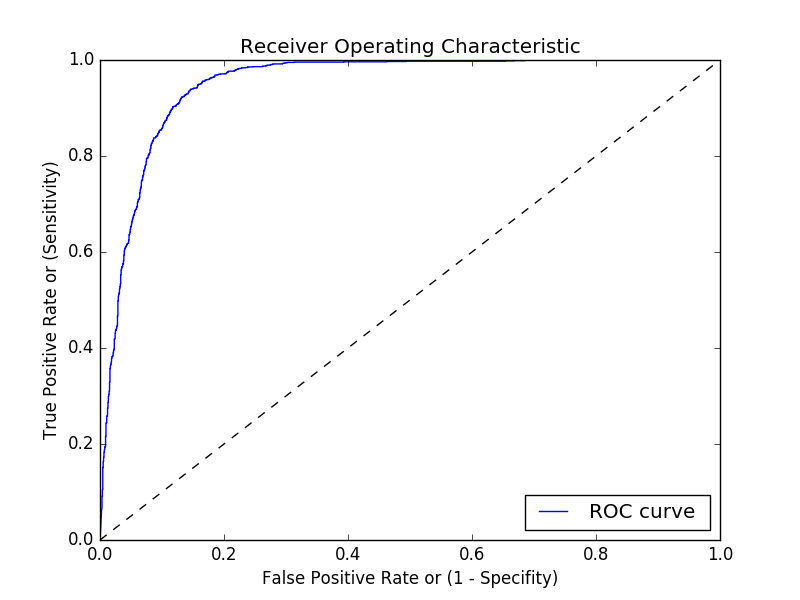 Receiver Operating Characteristic
1.0
0.8
0.6
0.4
0.2
0.0
True Positive Rate or (Sensitivity)
ROC curve
0.0 0.2 0.4 0.6 0.8 1.0
False Positive Rate or (1 - Specifity)